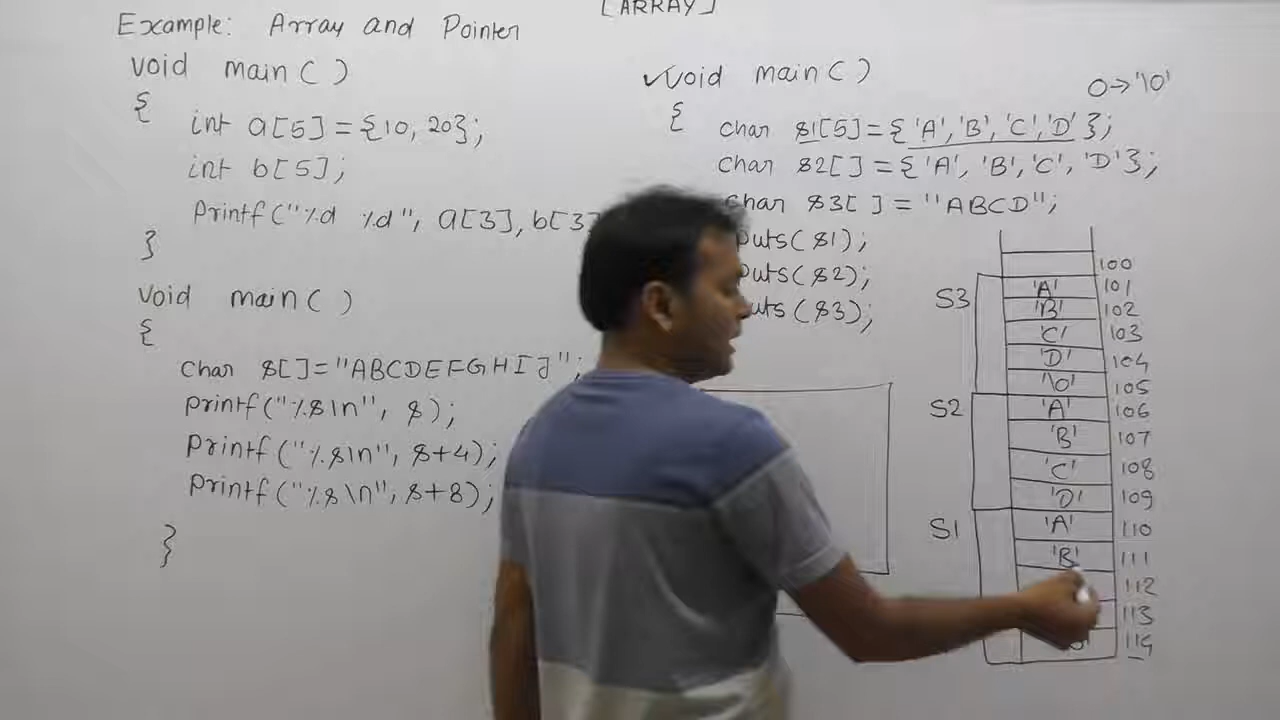 [ARRAY]
Example: Array and Pointer
void main()
{
int a[5]={10,20};
int b[5];
Printf("%d %d", a[3], b[3]
}
void main()
{
char s[]="ABCDEFGHIJ";
printf("%s\n", s);
printf("%s\n", s+4);
printf("%s\n", s+8);
}
✓void main()
0→'\0'
{
char s1[5]={'A','B','C','D'};
char s2[]={'A', 'B', 'C', 'D'};
char s3[]="ABCD";
puts(s1);
puts(s2);
puts(s3);
100
S3
'A' 101
'B' 102
'C' 103
'D' 104
'\0' 105
S2
'A' 106
'B' 107
'C' 108
'D' 109
S1
'A' 110
'B' 111
112
113
114